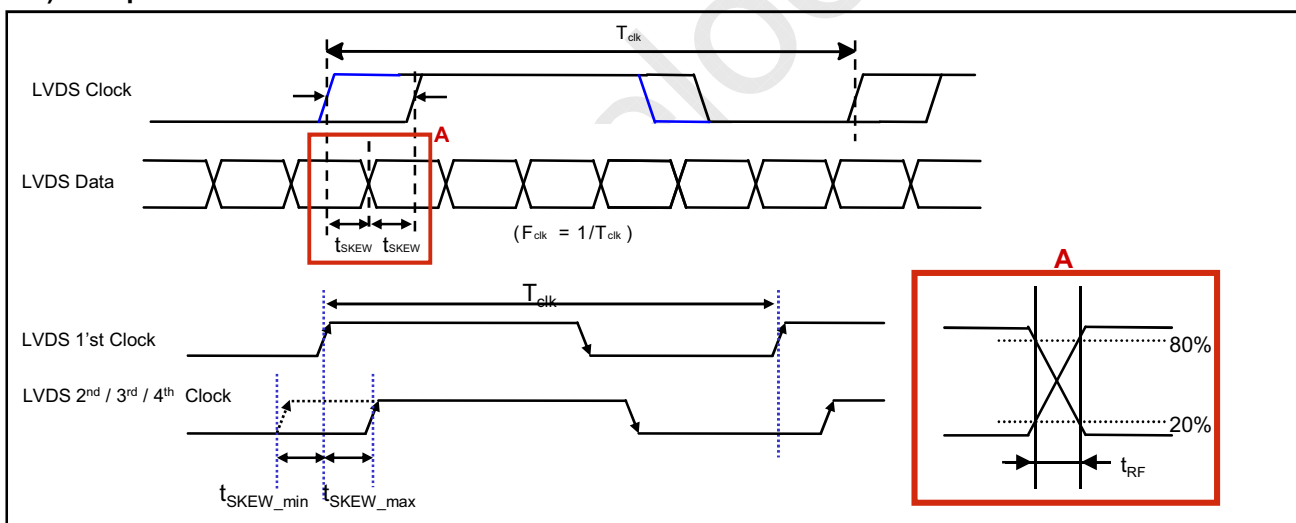 Tclk
LVDS Clock
A
LVDS Data
tSKEW tSKEW
(Fclk = 1/Tclk )
A
Tclk
LVDS 1'st Clock
80%
LVDS 2nd / 3rd / 4th Clock
20%
tRF
tSKEW_min tSKEW_max